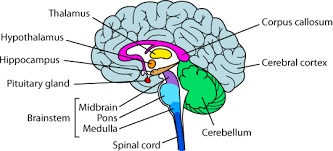 Thalamus
Corpus callosum
Hypothalamus
Hippocampus
Cerebral cortex
Pituitary gland
Midbrain
Brainstem
Pons
Medulla
Cerebellum
Spinal cord